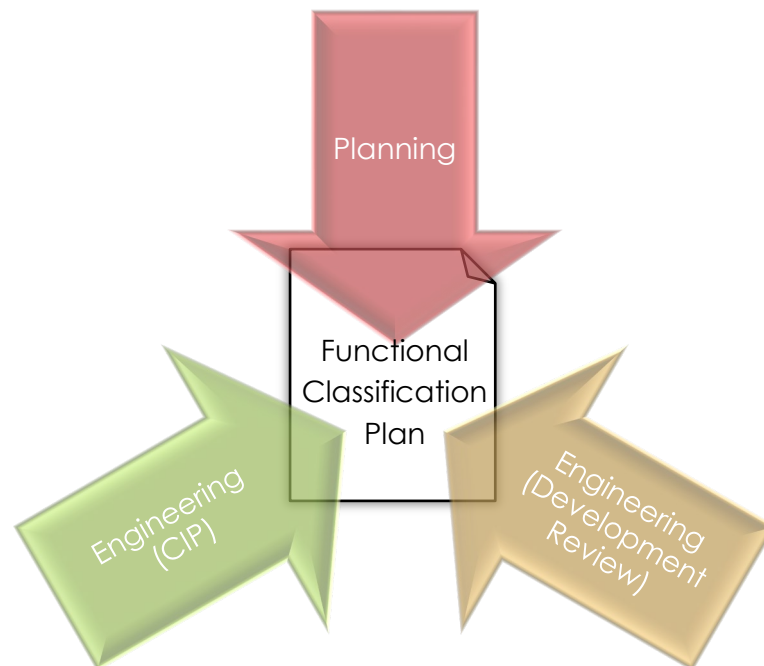 Planning
Functional
Classification
Plan
Engineering
(CIP)
Engineering
(Development
Review)